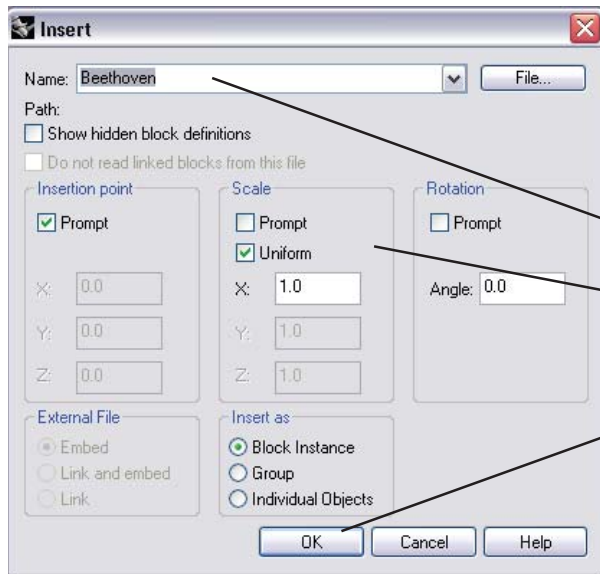 Insert
Name: Beethoven File...
Path:
Show hidden block definitions
Do not read linked blocks from this file
Insertion point
Prompt
X: 0.0
Y: 0.0
Z: 0.0
Scale
Prompt
Uniform
X: 1.0
Y: 1.0
Z: 1.0
Rotation
Prompt
Angle: 0.0
External File
Embed
Link and embed
Link
Insert as
Block Instance
Group
Individual Objects
OK Cancel Help